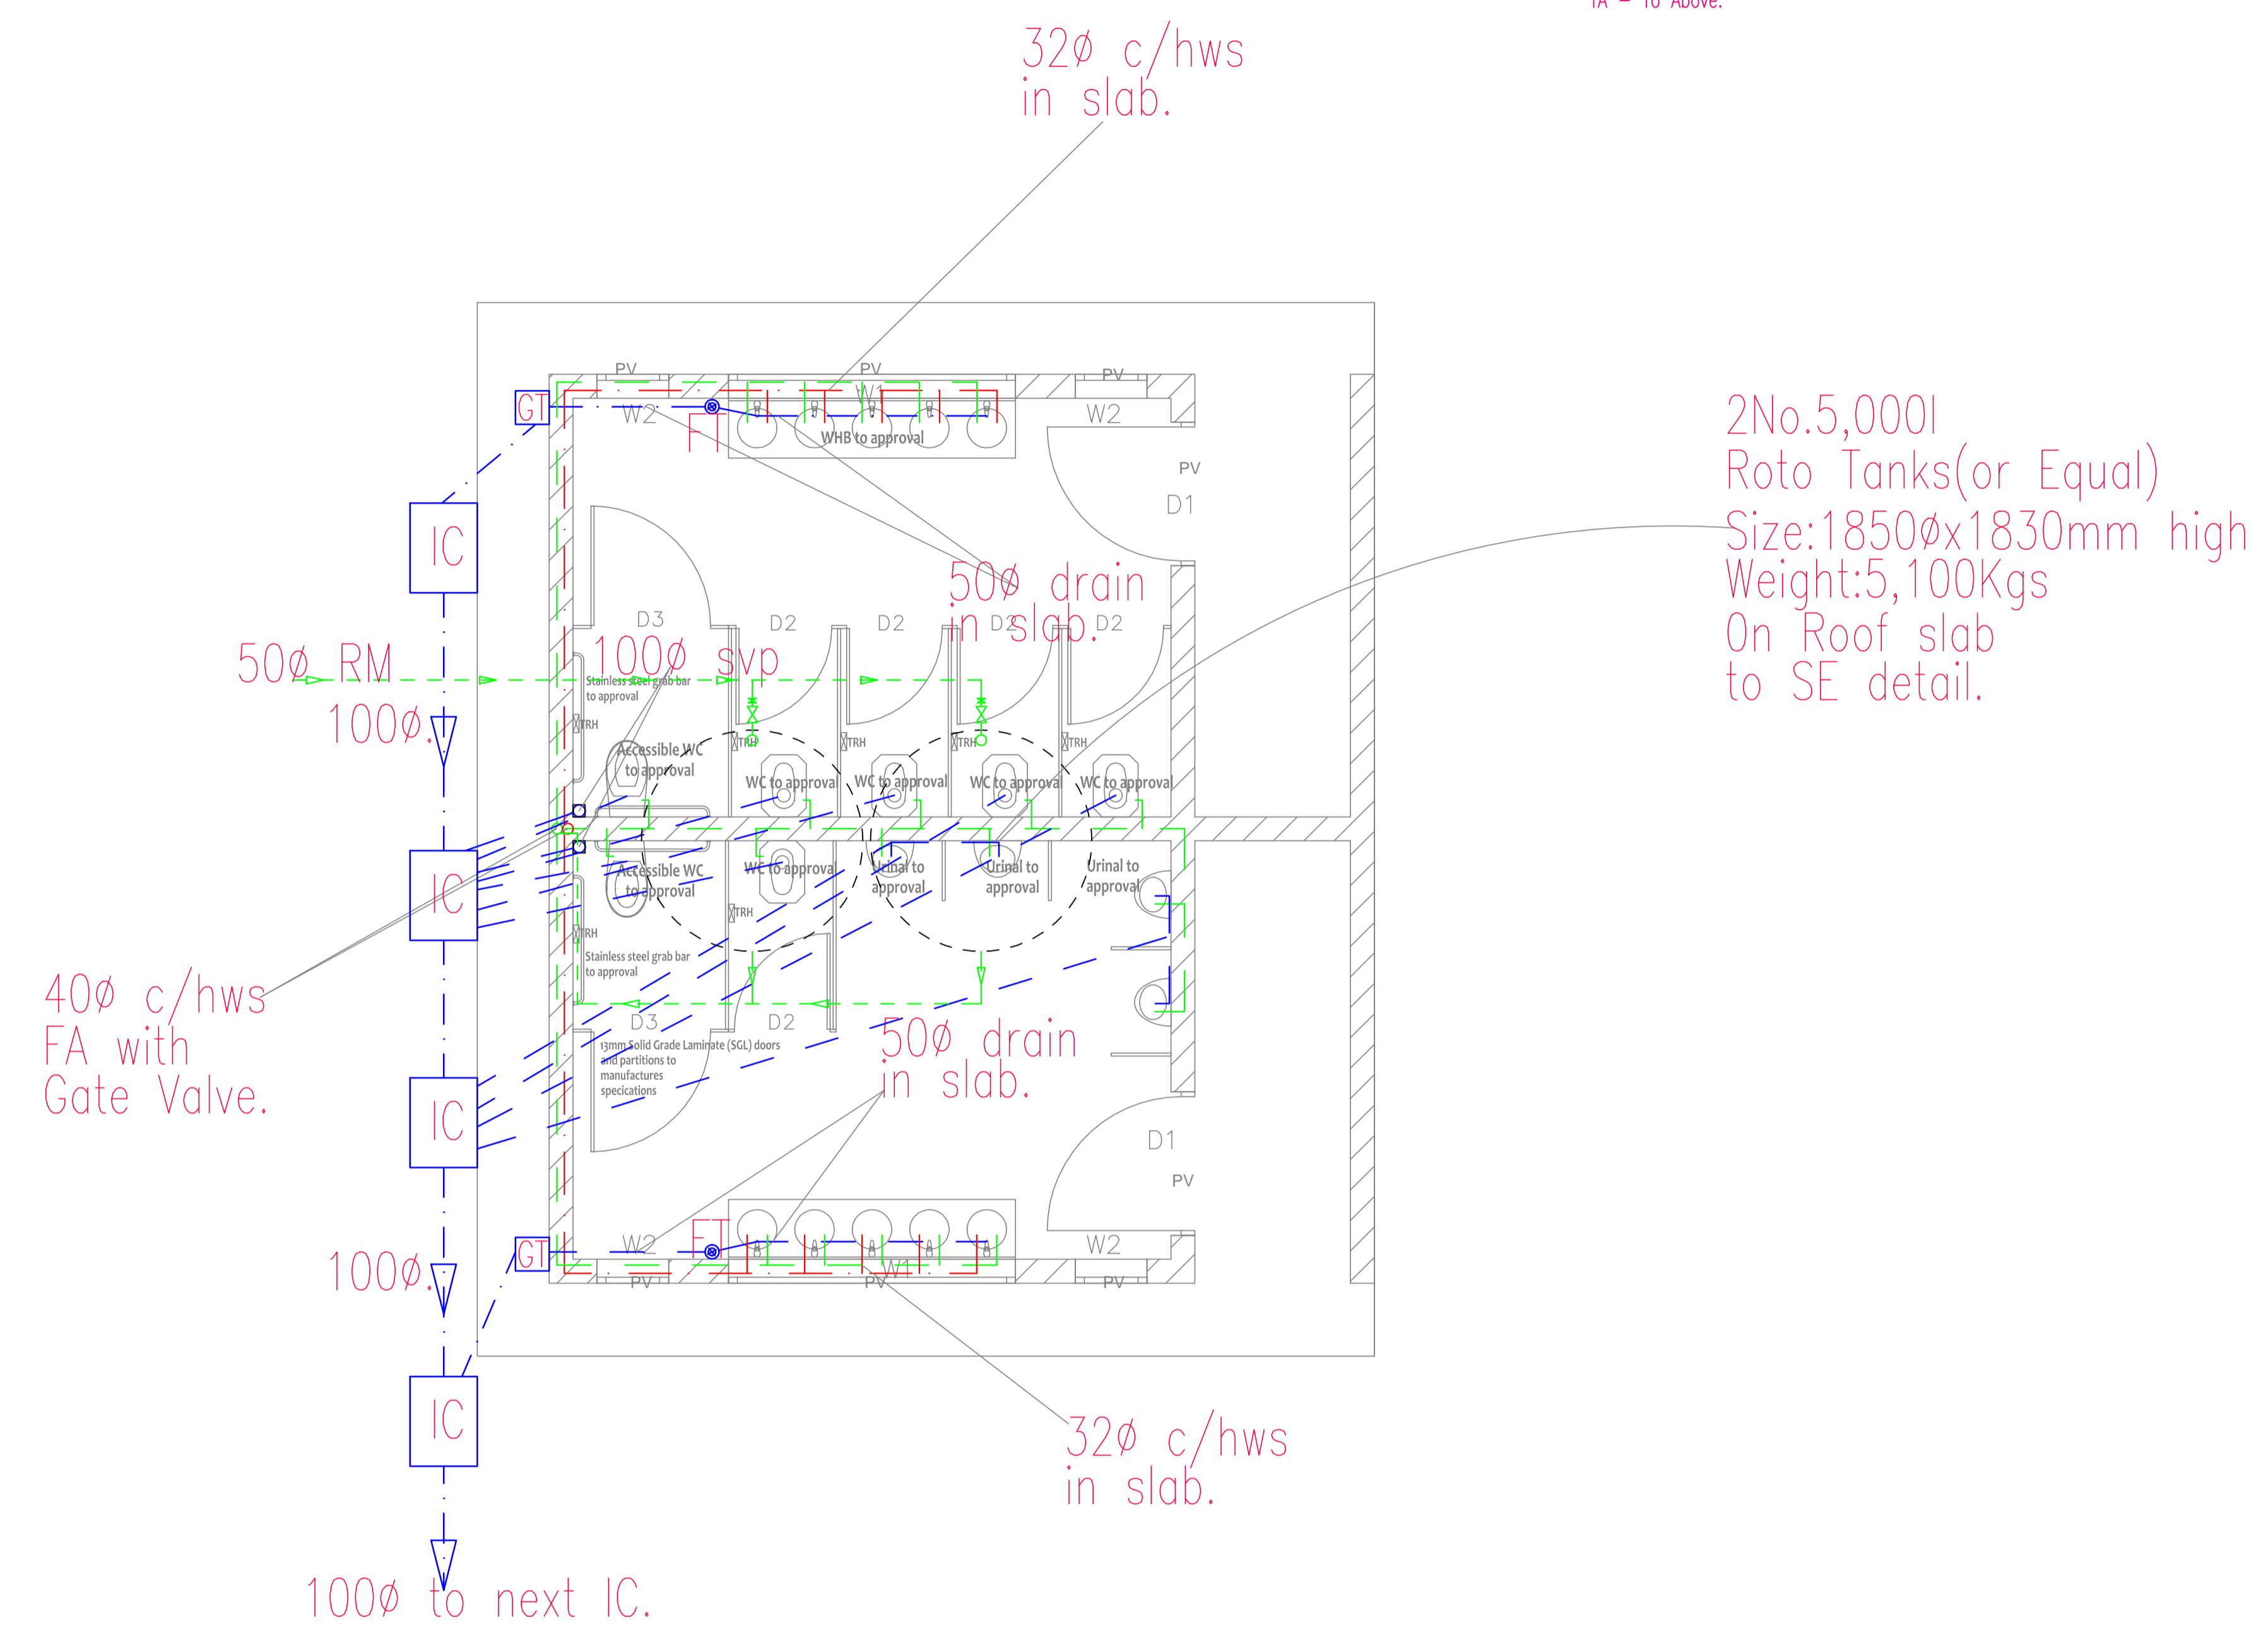 TA - To Above.
32ø c/hws
in slab.
PV
PV
PV
GT
W2
FT
W1
WHB to approval
W2
PV
D1
2No.5,000l
Roto Tanks(or Equal)
Size:1850øx1830mm high
Weight:5,100Kgs
On Roof slab
to SE detail.
IC
50ø drain
in slab.
D3
D2
D2
D2
D2
50ø RM
100ø svp
Stainless steel grab bar
to approval
100ø.
TRH
TRH
TRH
TRH
TRH
Accessible WC
to approval
WC to approval
WC to approval
WC to approval
WC to approval
IC
Accessible WC
to approval
WC to approval
Urinal to
approval
Urinal to
approval
Urinal to
approval
TRH
TRH
Stainless steel grab bar
to approval
40ø c/hws
FA with
Gate Valve.
D3
D2
50ø drain
in slab.
13mm Solid Grade Laminate (SGL) doors
and partitions to
manufactures
specications
IC
D1
PV
GT
W2
FT
W1
W2
PV
PV
PV
100ø.
IC
32ø c/hws
in slab.
100ø to next IC.